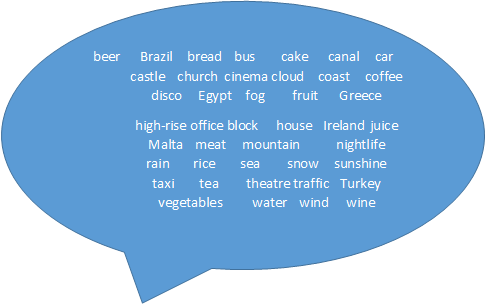 beer Brazil bread bus cake canal car
castle church cinema cloud coast coffee
disco Egypt fog fruit Greece
high-rise office block house Ireland juice
Malta meat mountain nightlife
rain rice sea snow sunshine
taxi tea theatre traffic Turkey
vegetables water wind wine